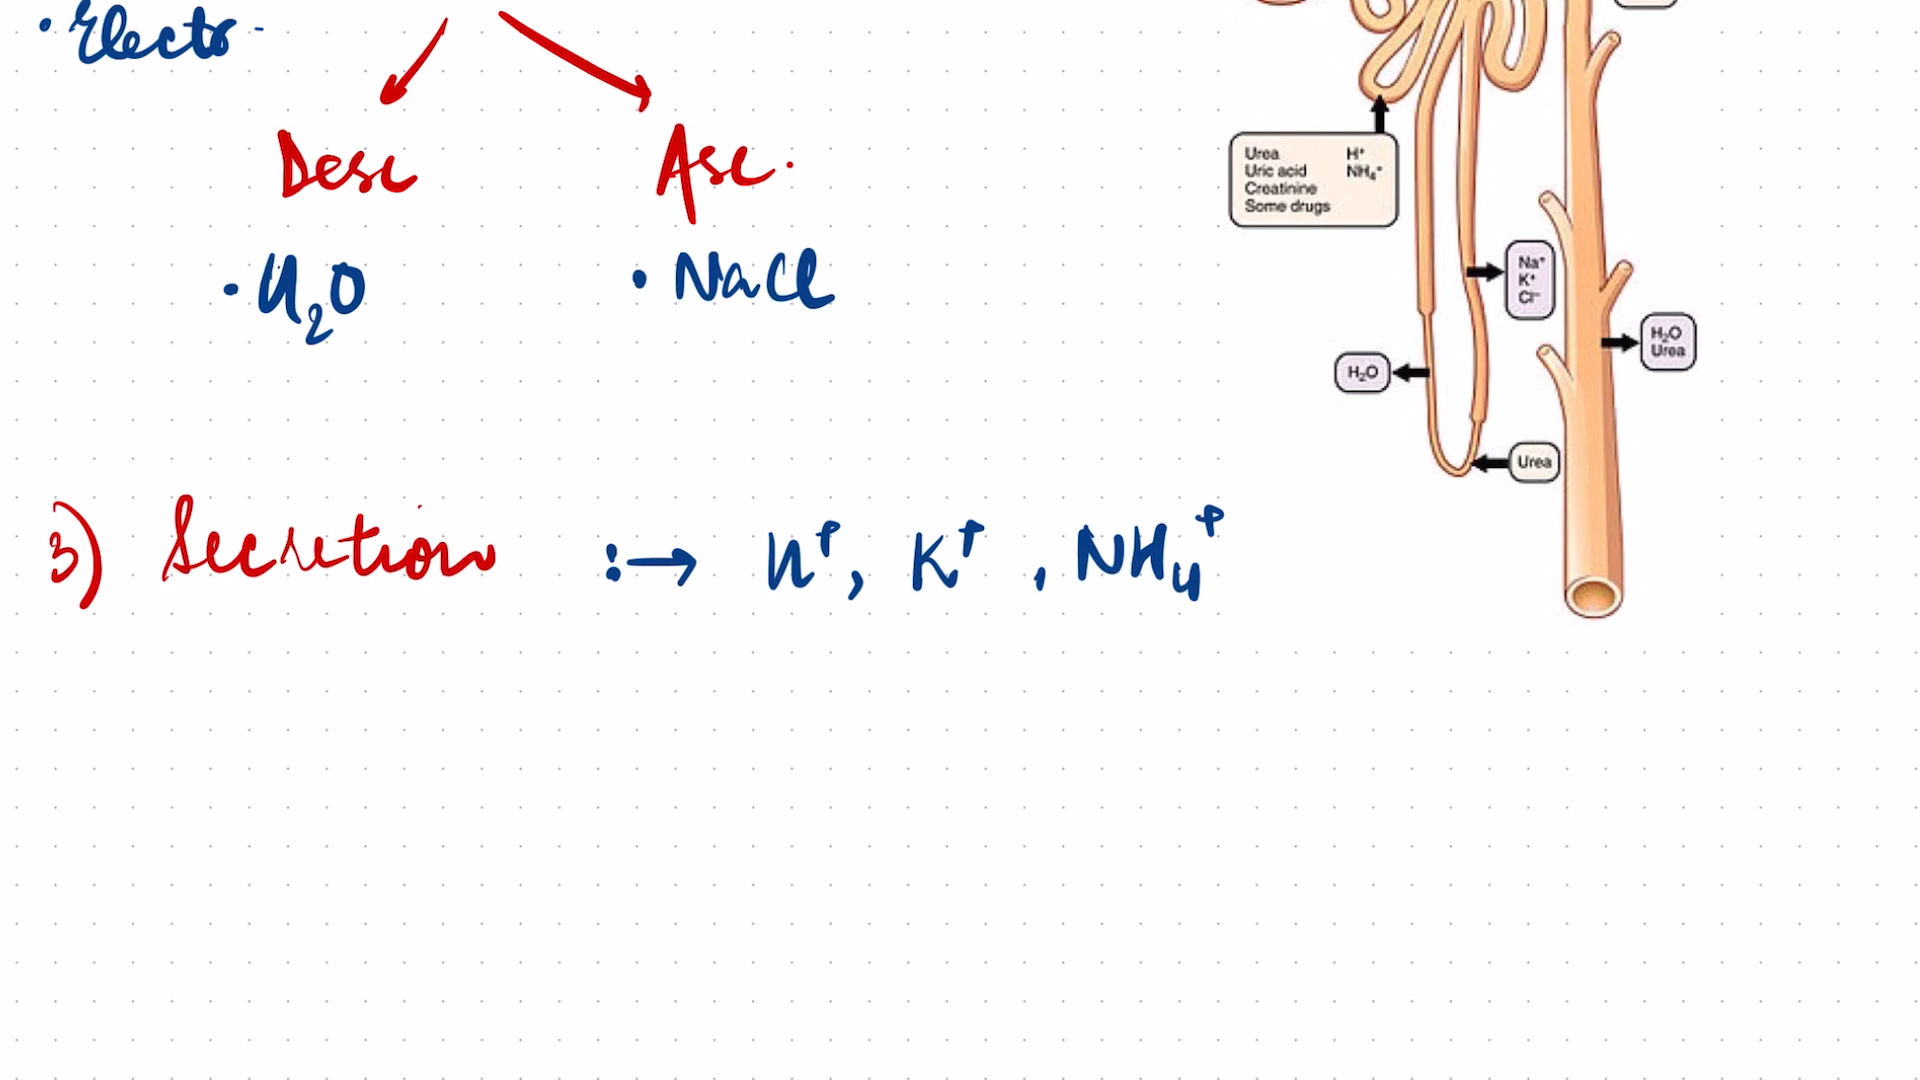 • Electr -
Desc
Asc.
• H₂O
• NaCl
3) Secretion :→ H⁺, K⁺, NH₄⁺
Urea H⁺
Uric acid NH₄⁺
Creatinine
Some drugs
Na⁺
K⁺
Cl⁻
H₂O
Urea
H₂O
Urea